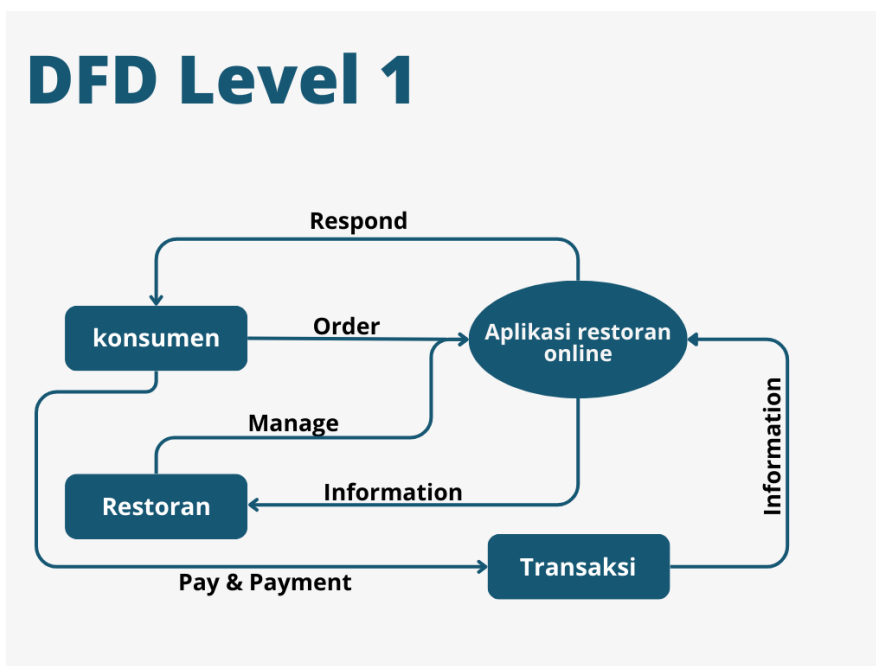 DFD Level 1
Respond
konsumen
Order
Aplikasi restoran
online
Manage
Information
Restoran
Information
Transaksi
Pay & Payment